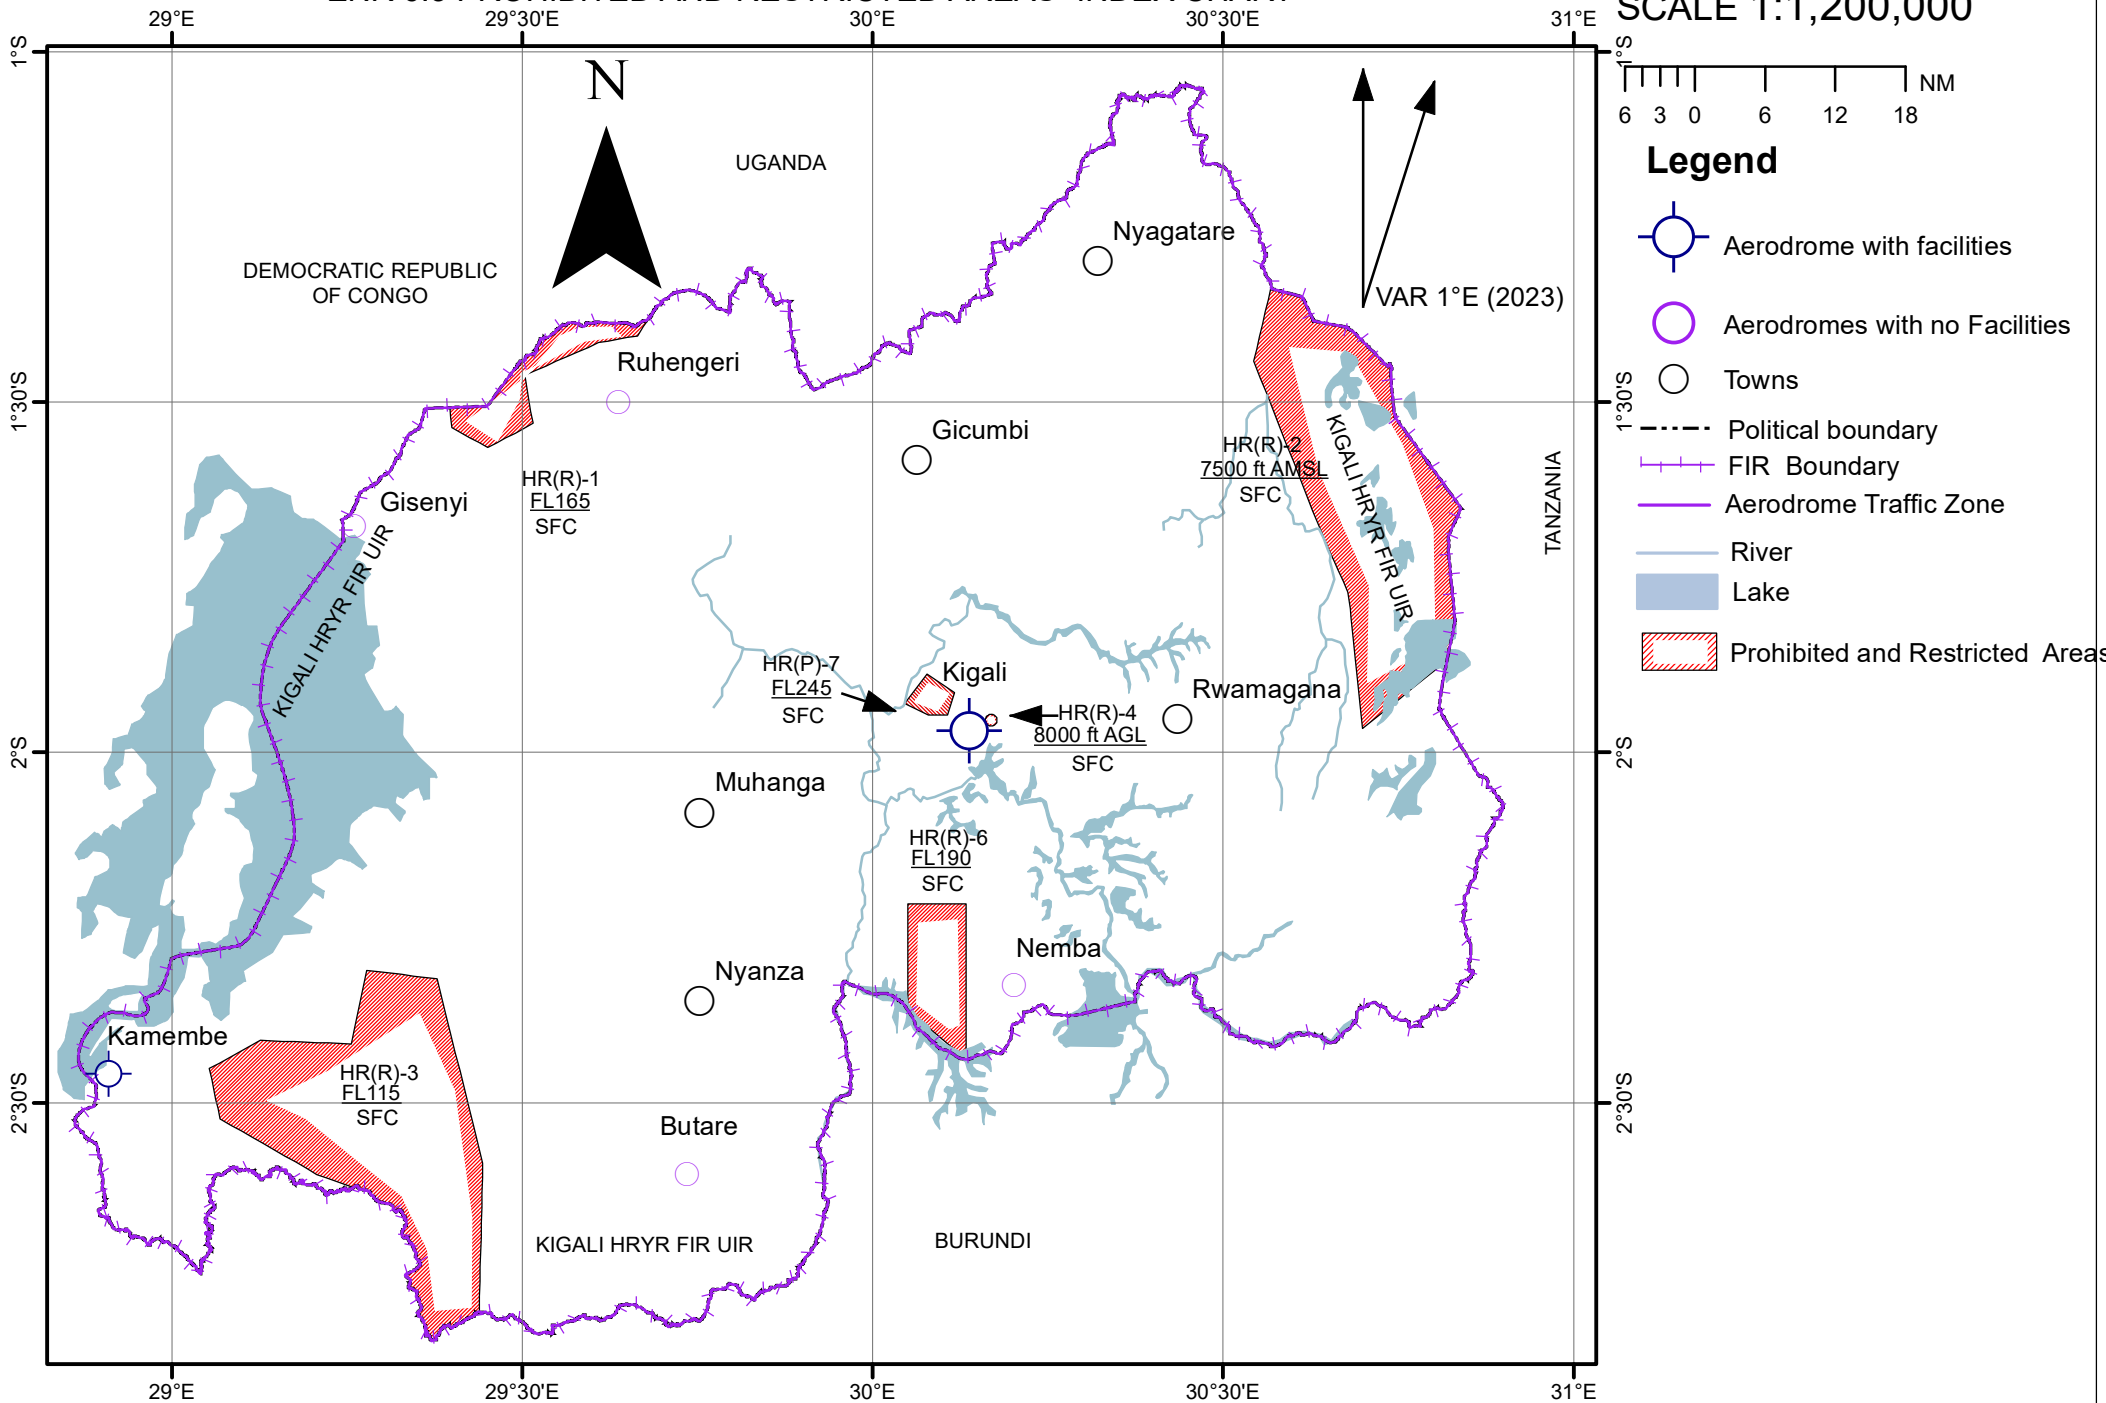 29°E
29°30'E
30°E
30°30'E
31°E
SCALE 1:1,200,000
1°S
1°S
N
NM
6 3 0 6 12 18
UGANDA
Legend
Nyagatare
Aerodrome with facilities
DEMOCRATIC REPUBLIC
OF CONGO
VAR 1°E (2023)
Aerodromes with no Facilities
Ruhengeri
Towns
1°30'S
1°30'S
Gicumbi
Political boundary
HR(R)-2
7500 ft AMSL
SFC
KIGALI HRYR FIR UIR
TANZANIA
FIR Boundary
HR(R)-1
FL165
SFC
Gisenyi
Aerodrome Traffic Zone
River
KIGALI HRYR FIR UIR
Lake
Prohibited and Restricted Areas
HR(P)-7
FL245
SFC
Kigali
Rwamagana
HR(R)-4
8000 ft AGL
SFC
2°S
2°S
Muhanga
HR(R)-6
FL190
SFC
Nemba
Nyanza
Kamembe
HR(R)-3
FL115
SFC
2°30'S
2°30'S
Butare
KIGALI HRYR FIR UIR
BURUNDI
29°E
29°30'E
30°E
30°30'E
31°E